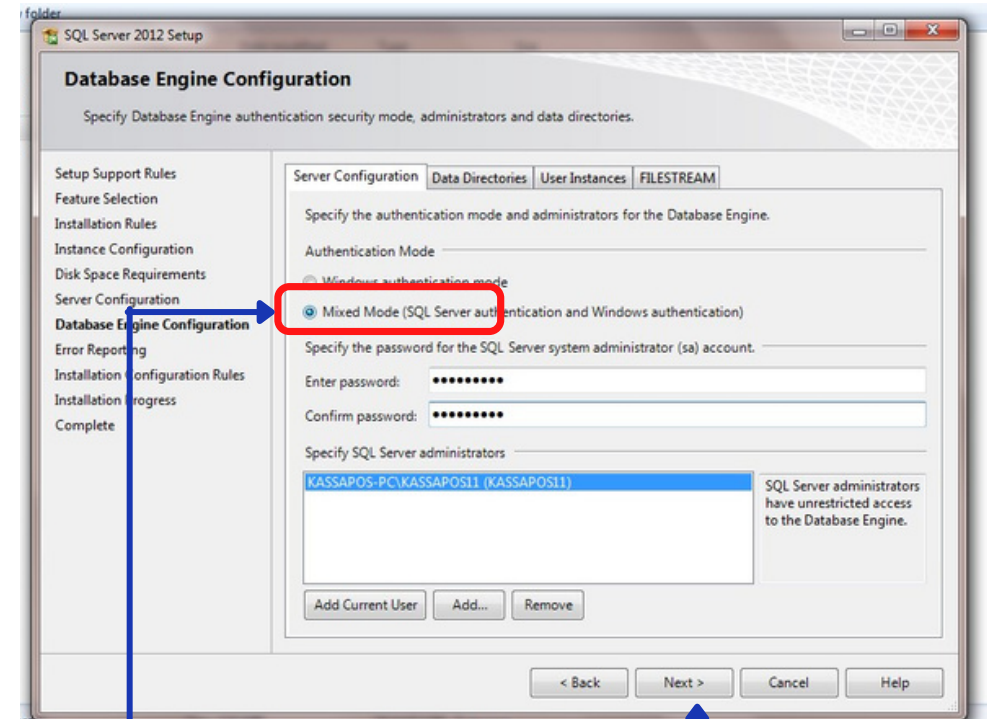 folder
SQL Server 2012 Setup
Database Engine Configuration
Specify Database Engine authentication security mode, administrators and data directories.
Setup Support Rules
Feature Selection
Installation Rules
Instance Configuration
Disk Space Requirements
Server Configuration
Database Engine Configuration
Error Reporting
Installation Configuration Rules
Installation Progress
Complete
Server Configuration Data Directories User Instances FILESTREAM
Specify the authentication mode and administrators for the Database Engine.
Authentication Mode
Windows authentication mode
Mixed Mode (SQL Server authentication and Windows authentication)
Specify the password for the SQL Server system administrator (sa) account.
Enter password: •••••••••
Confirm password: •••••••••
Specify SQL Server administrators
KASSAPOS-PC\KASSAPOS11 (KASSAPOS11)
SQL Server administrators
have unrestricted access
to the Database Engine.
Add Current User Add... Remove
< Back Next > Cancel Help